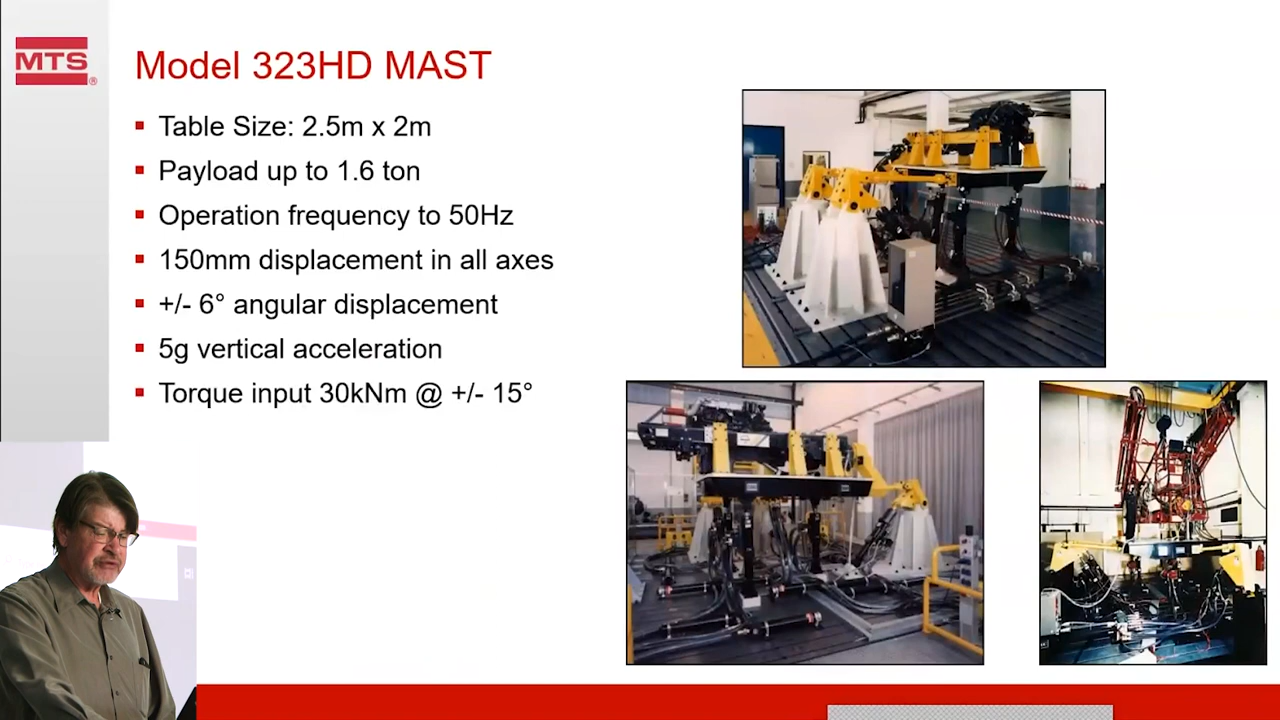 MTS
®
Model 323HD MAST
Table Size: 2.5m x 2m
Payload up to 1.6 ton
Operation frequency to 50Hz
150mm displacement in all axes
+/- 6° angular displacement
5g vertical acceleration
Torque input 30kNm @ +/- 15°